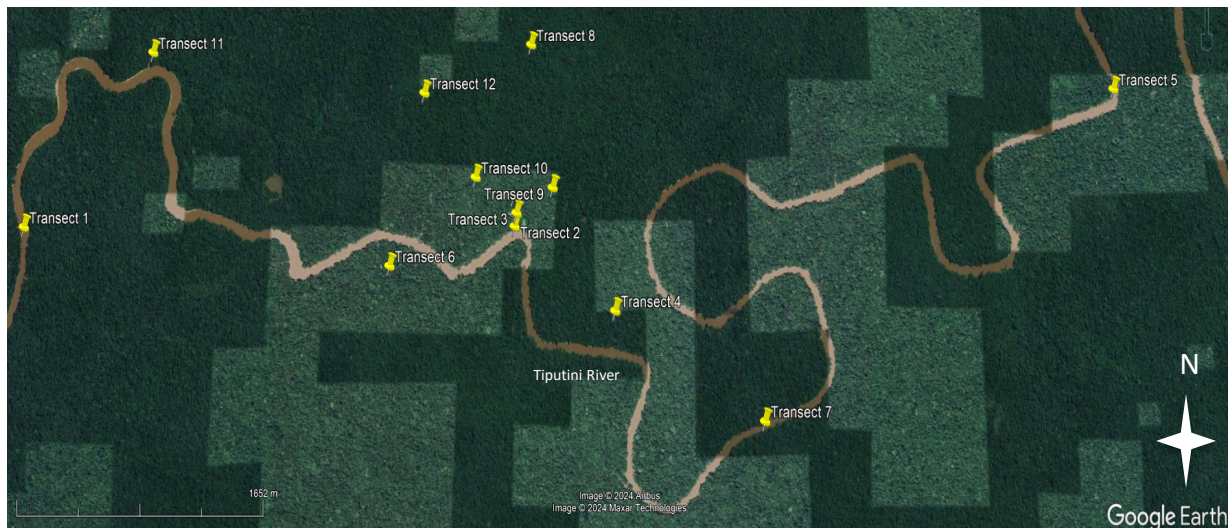 Transect 11
Transect 8
Transect 12
Transect 5
Transect 10
Transect 9
Transect 3
Transect 1
Transect 2
Transect 6
Transect 4
N
Tiputini River
Transect 7
1652 m
Image © 2024 Airbus
Image © 2024 Maxar Technologies
Google Earth